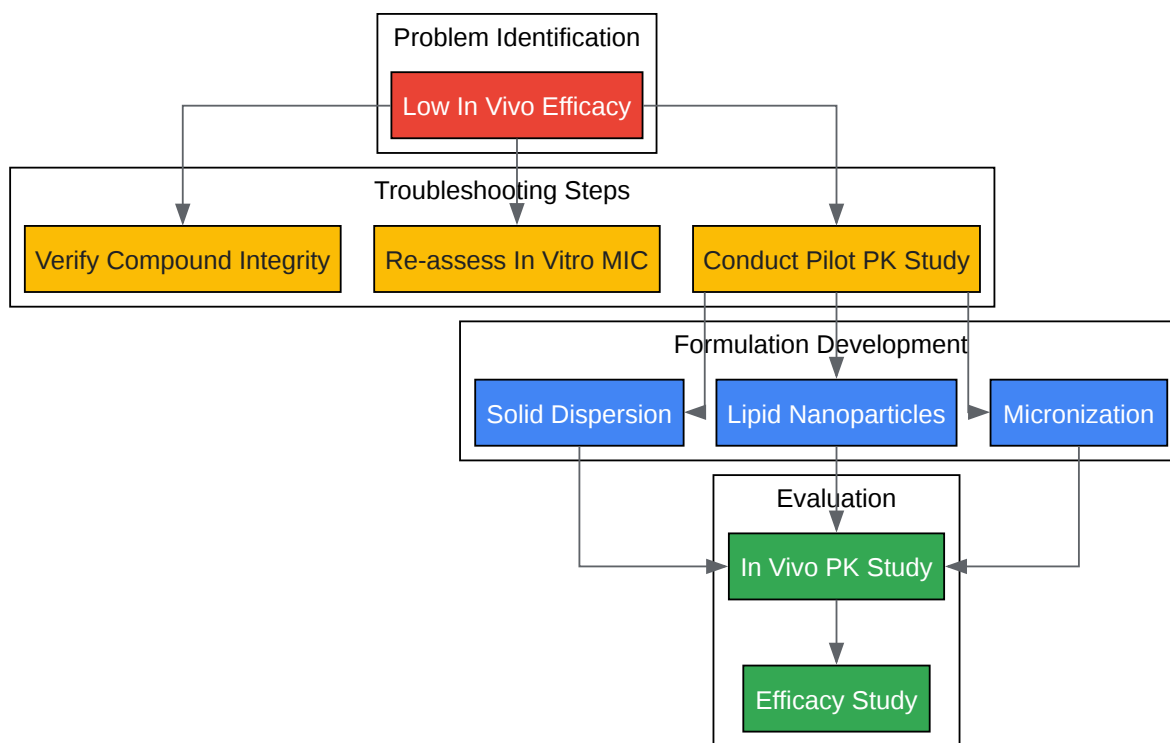 Problem Identification
Low In Vivo Efficacy
Troubleshooting Steps
Verify Compound Integrity
Re-assess In Vitro MIC
Conduct Pilot PK Study
Formulation Development
Solid Dispersion
Lipid Nanoparticles
Micronization
Evaluation
In Vivo PK Study
Efficacy Study